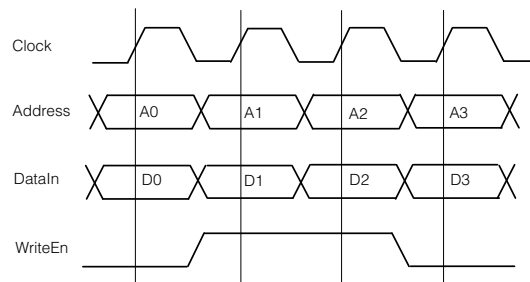 Clock
Address A0 A1 A2 A3
DataIn D0 D1 D2 D3
WriteEn